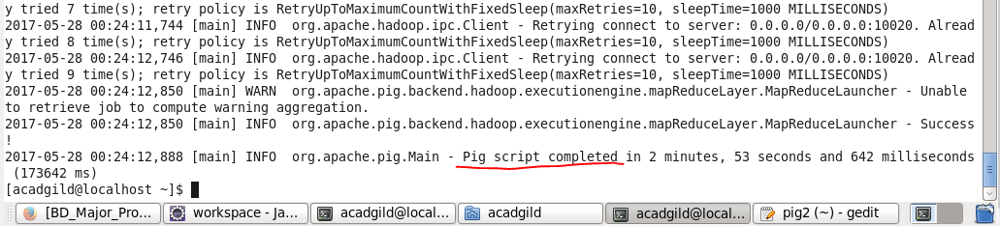 y tried 7 time(s); retry policy is RetryUpToMaximumCountWithFixedSleep(maxRetries=10, sleepTime=1000 MILLISECONDS)
2017-05-28 00:24:11,744 [main] INFO  org.apache.hadoop.ipc.Client - Retrying connect to server: 0.0.0.0/0.0.0.0:10020. Alread
y tried 8 time(s); retry policy is RetryUpToMaximumCountWithFixedSleep(maxRetries=10, sleepTime=1000 MILLISECONDS)
2017-05-28 00:24:12,746 [main] INFO  org.apache.hadoop.ipc.Client - Retrying connect to server: 0.0.0.0/0.0.0.0:10020. Alread
y tried 9 time(s); retry policy is RetryUpToMaximumCountWithFixedSleep(maxRetries=10, sleepTime=1000 MILLISECONDS)
2017-05-28 00:24:12,850 [main] WARN  org.apache.pig.backend.hadoop.executionengine.mapReduceLayer.MapReduceLauncher - Unable
to retrieve job to compute warning aggregation.
2017-05-28 00:24:12,850 [main] INFO  org.apache.pig.backend.hadoop.executionengine.mapReduceLayer.MapReduceLauncher - Success
!
2017-05-28 00:24:12,888 [main] INFO  org.apache.pig.Main - Pig script completed in 2 minutes, 53 seconds and 642 milliseconds
(173642 ms)
[acadgild@localhost ~]$
[BD_Major_Pro... workspace - Ja... acadgild@local... acadgild acadgild@local... pig2 (~) - gedit